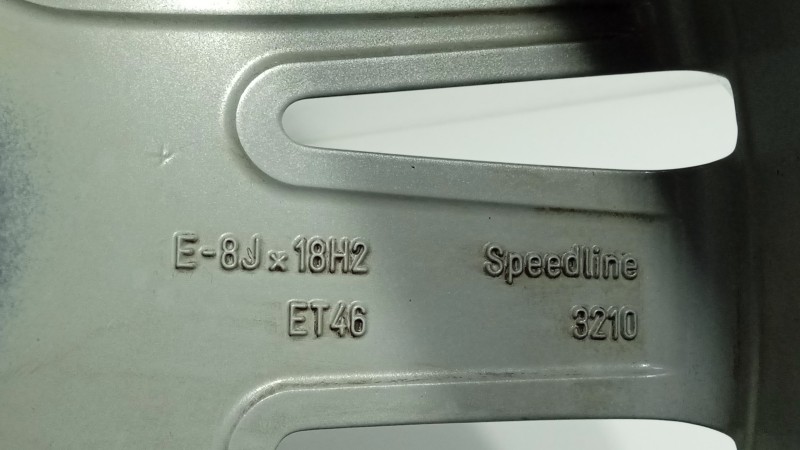 E-8J x 18H2
ET46
Speedline
3210